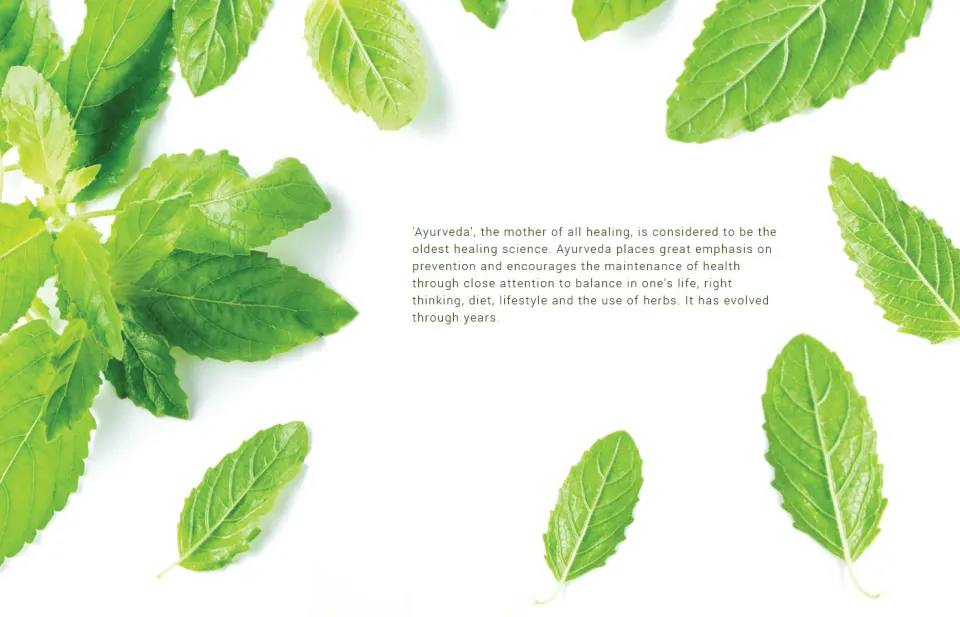 'Ayurveda', the mother of all healing, is considered to be the
oldest healing science. Ayurveda places great emphasis on
prevention and encourages the maintenance of health
through close attention to balance in one's life, right
thinking, diet, lifestyle and the use of herbs. It has evolved
through years.